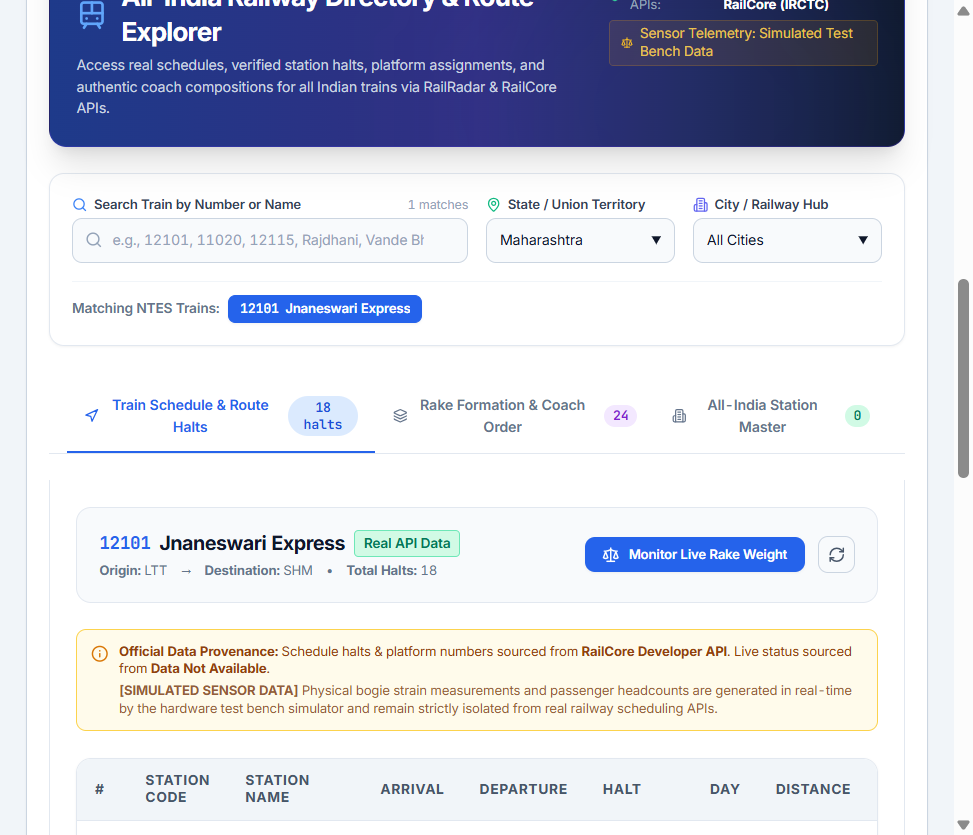 All-India Railway Directory & Route
Explorer
Access real schedules, verified station halts, platform assignments, and
authentic coach compositions for all Indian trains via RailRadar & RailCore
APIs.
APIs:
RailCore (IRCTC)
Sensor Telemetry: Simulated Test
Bench Data
Search Train by Number or Name
1 matches
e.g., 12101, 11020, 12115, Rajdhani, Vande Bh
State / Union Territory
Maharashtra
City / Railway Hub
All Cities
Matching NTES Trains:
12101 Jnaneswari Express
Train Schedule & Route
Halts
18
halts
Rake Formation & Coach
Order
24
All-India Station
Master
0
12101 Jnaneswari Express
Real API Data
Origin: LTT → Destination: SHM • Total Halts: 18
Monitor Live Rake Weight
Official Data Provenance: Schedule halts & platform numbers sourced from RailCore Developer API. Live status sourced
from Data Not Available.
[SIMULATED SENSOR DATA] Physical bogie strain measurements and passenger headcounts are generated in real-time
by the hardware test bench simulator and remain strictly isolated from real railway scheduling APIs.
#
STATION
CODE
STATION
NAME
ARRIVAL
DEPARTURE
HALT
DAY
DISTANCE